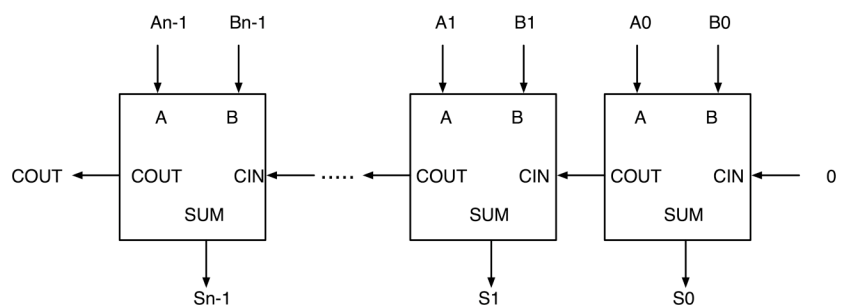 An-1 Bn-1 A1 B1 A0 B0
A B A B A B
COUT COUT CIN ..... COUT CIN COUT CIN 0
SUM SUM SUM
Sn-1 S1 S0